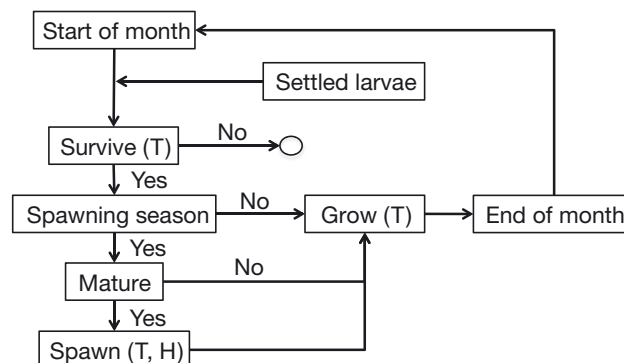 Start of month
Settled larvae
Survive (T)
No
Yes
Spawning season
No
Grow (T)
End of month
Yes
Mature
No
Yes
Spawn (T, H)